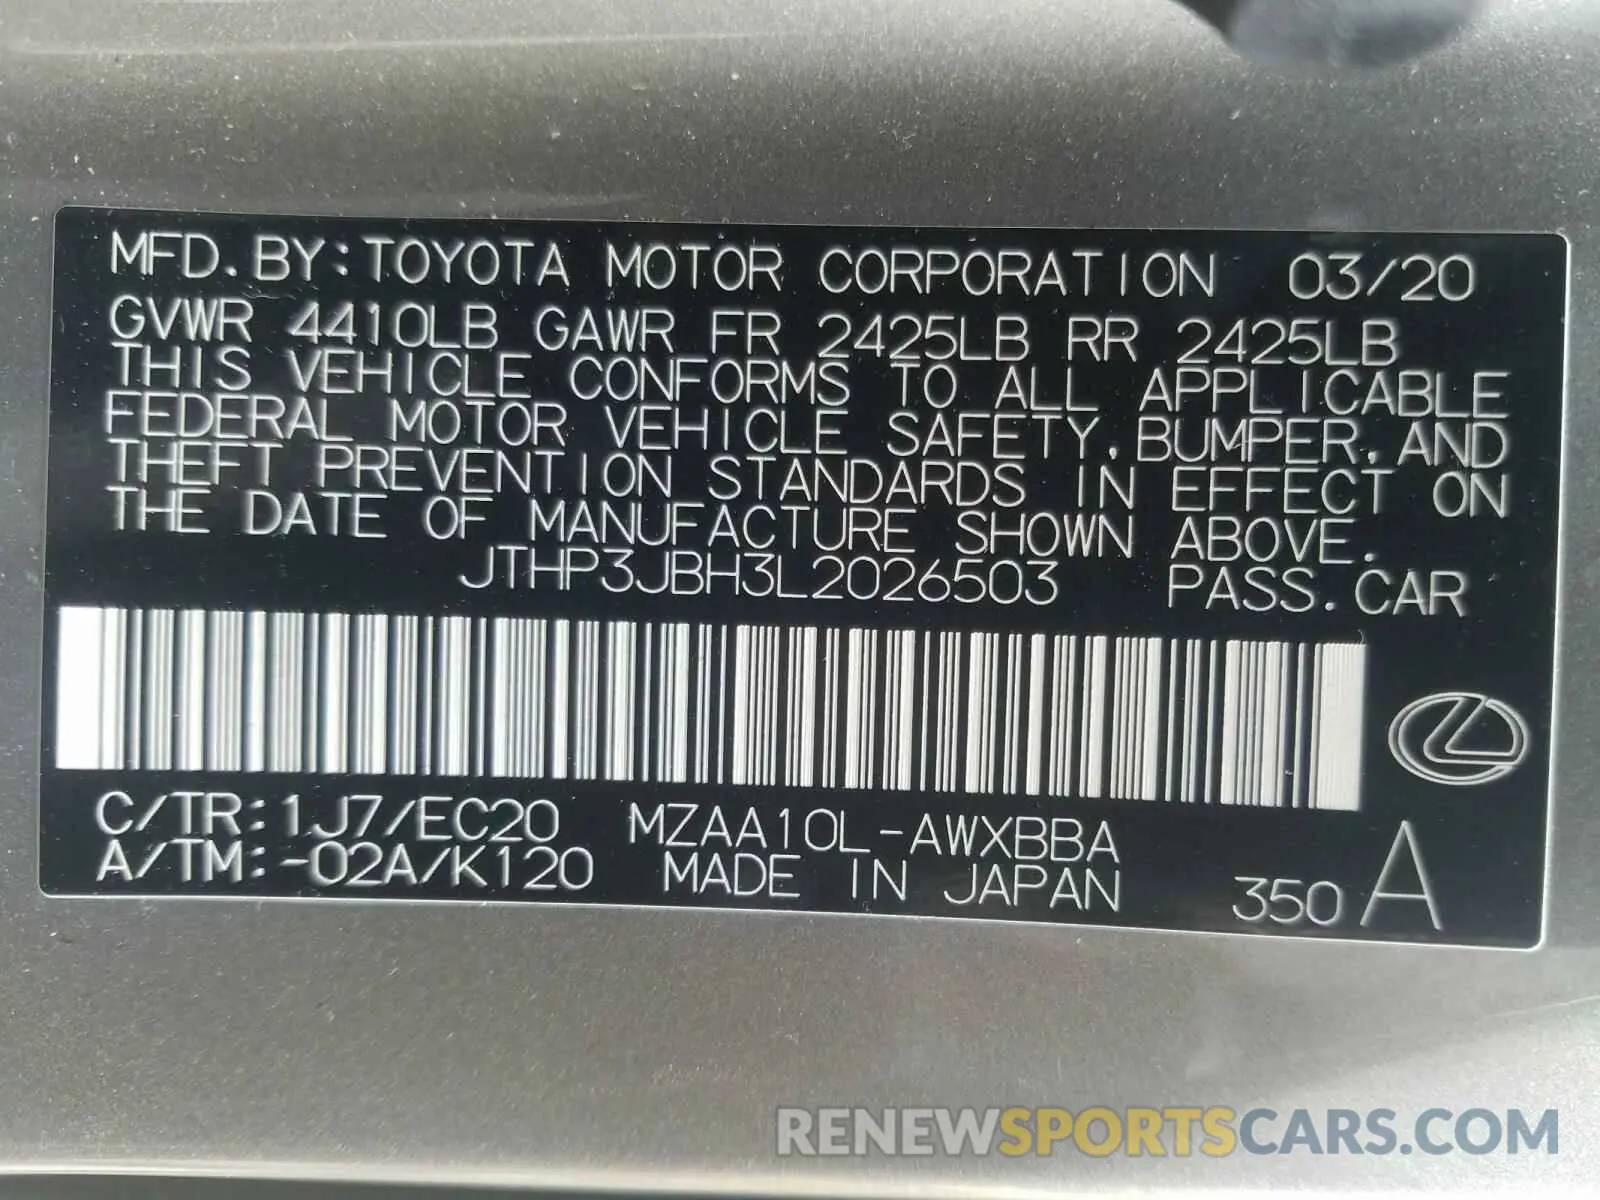 MFD.BY:TOYOTA MOTOR CORPORATION 03/20
GVWR 4410LB GAWR FR 2425LB RR 2425LB
THIS VEHICLE CONFORMS TO ALL APPLICABLE
FEDERAL MOTOR VEHICLE SAFETY,BUMPER,AND
THEFT PREVENTION STANDARDS IN EFFECT ON
THE DATE OF MANUFACTURE SHOWN ABOVE.
JTHP3JBH3L2026503 PASS.CAR
C/TR:1J7/EC20 MZAA10L-AWXBBA
A/TM:-02A/K120 MADE IN JAPAN 350 A
RENEWSPORTSCARS.COM